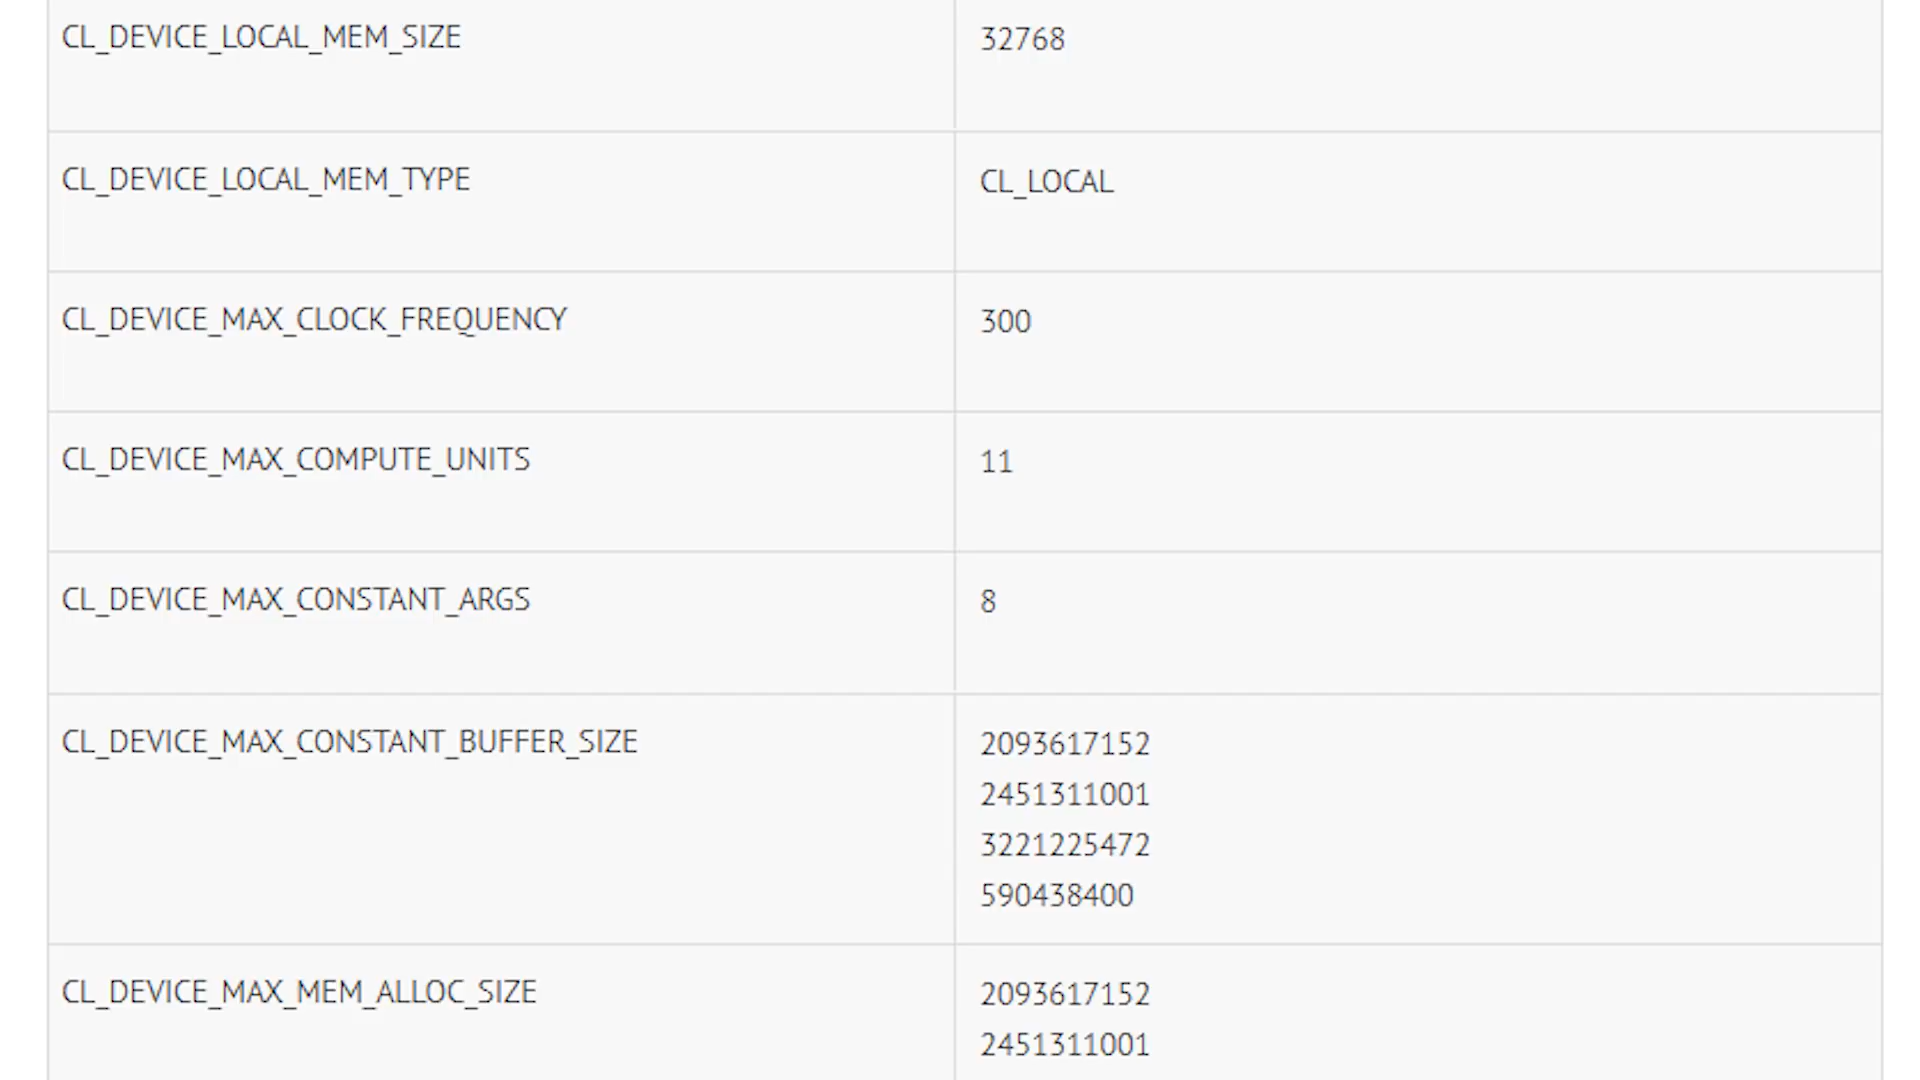 CL_DEVICE_LOCAL_MEM_SIZE 32768
CL_DEVICE_LOCAL_MEM_TYPE CL_LOCAL
CL_DEVICE_MAX_CLOCK_FREQUENCY 300
CL_DEVICE_MAX_COMPUTE_UNITS 11
CL_DEVICE_MAX_CONSTANT_ARGS 8
CL_DEVICE_MAX_CONSTANT_BUFFER_SIZE 2093617152
2451311001
3221225472
590438400
CL_DEVICE_MAX_MEM_ALLOC_SIZE 2093617152
2451311001